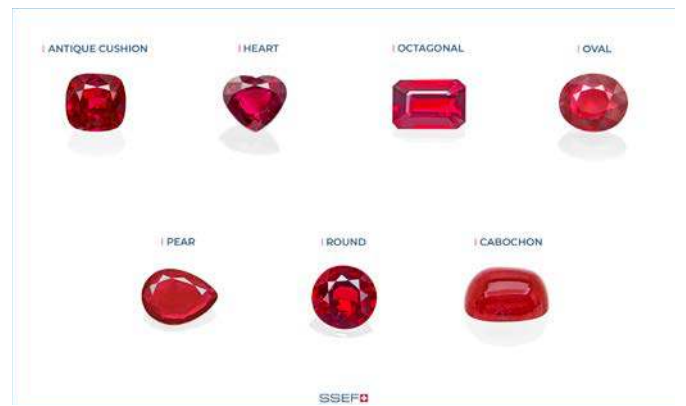 ANTIQUE CUSHION
HEART
OCTAGONAL
OVAL
PEAR
ROUND
CABOCHON
SSEF